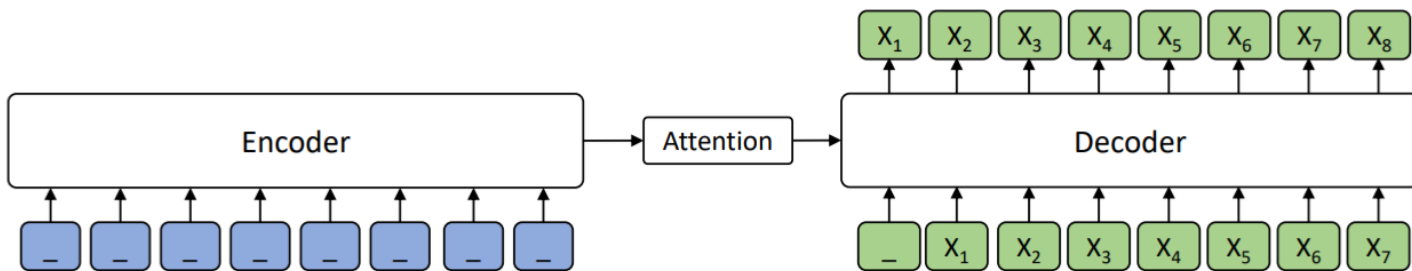 X₁ X₂ X₃ X₄ X₅ X₆ X₇ X₈
Encoder Attention Decoder
_ _ _ _ _ _ _ _ _ X₁ X₂ X₃ X₄ X₅ X₆ X₇